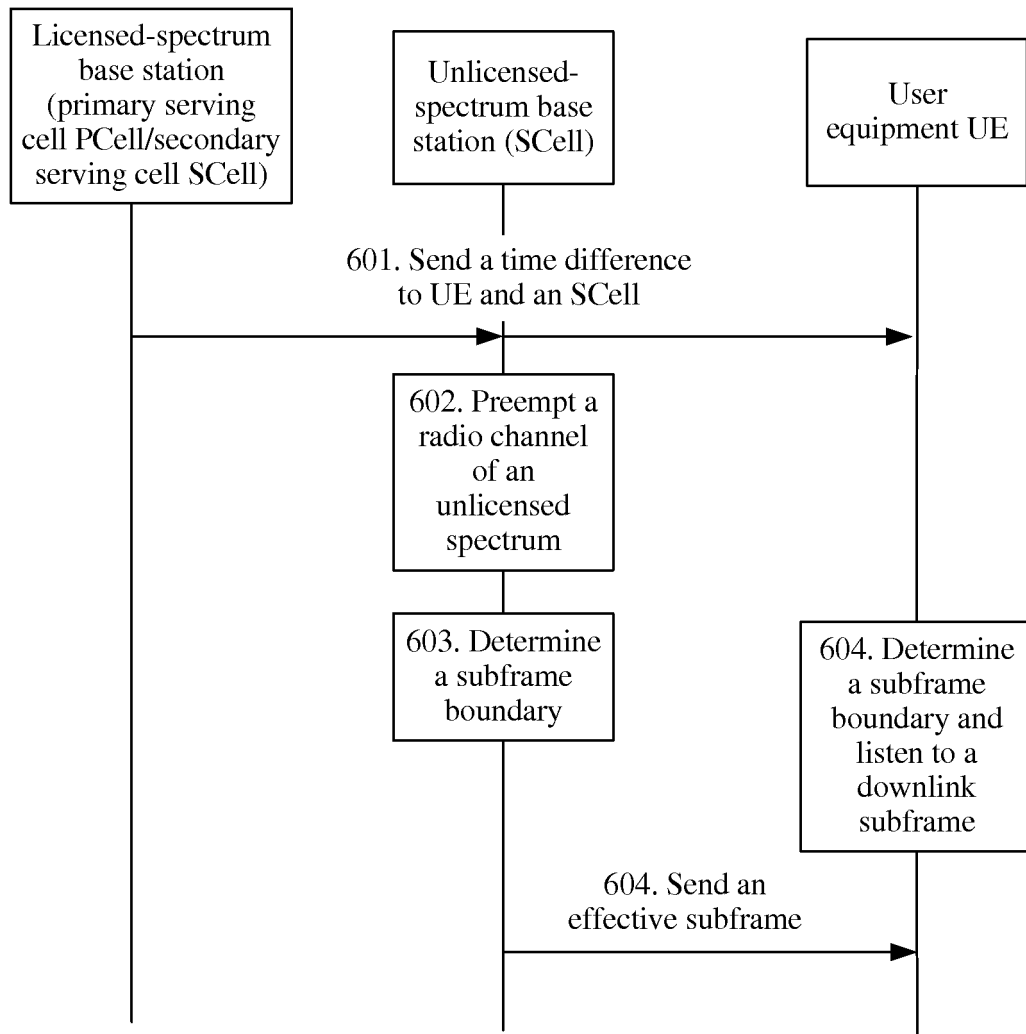 Licensed-spectrum
base station
(primary serving
cell PCell/secondary
serving cell SCell)
Unlicensed-
spectrum base
station (SCell)
User
equipment UE
601. Send a time difference
to UE and an SCell
602. Preempt a
radio channel
of an
unlicensed
spectrum
603. Determine
a subframe
boundary
604. Determine
a subframe
boundary and
listen to a
downlink
subframe
604. Send an
effective subframe